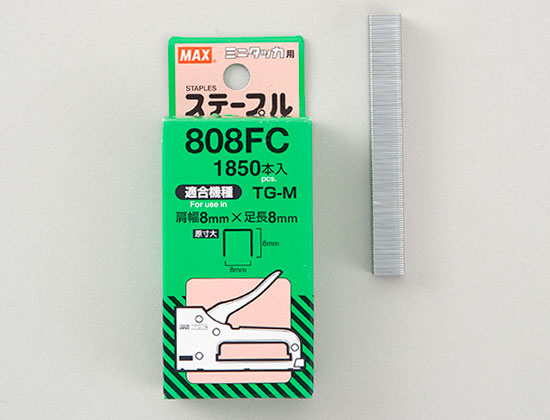 MAX ミニタッカ用
STAPLES
ステープル
808FC
1850本入
pcs.
適合機種 TG-M
For use in
肩幅8mm×足長8mm
原寸大
8mm
8mm